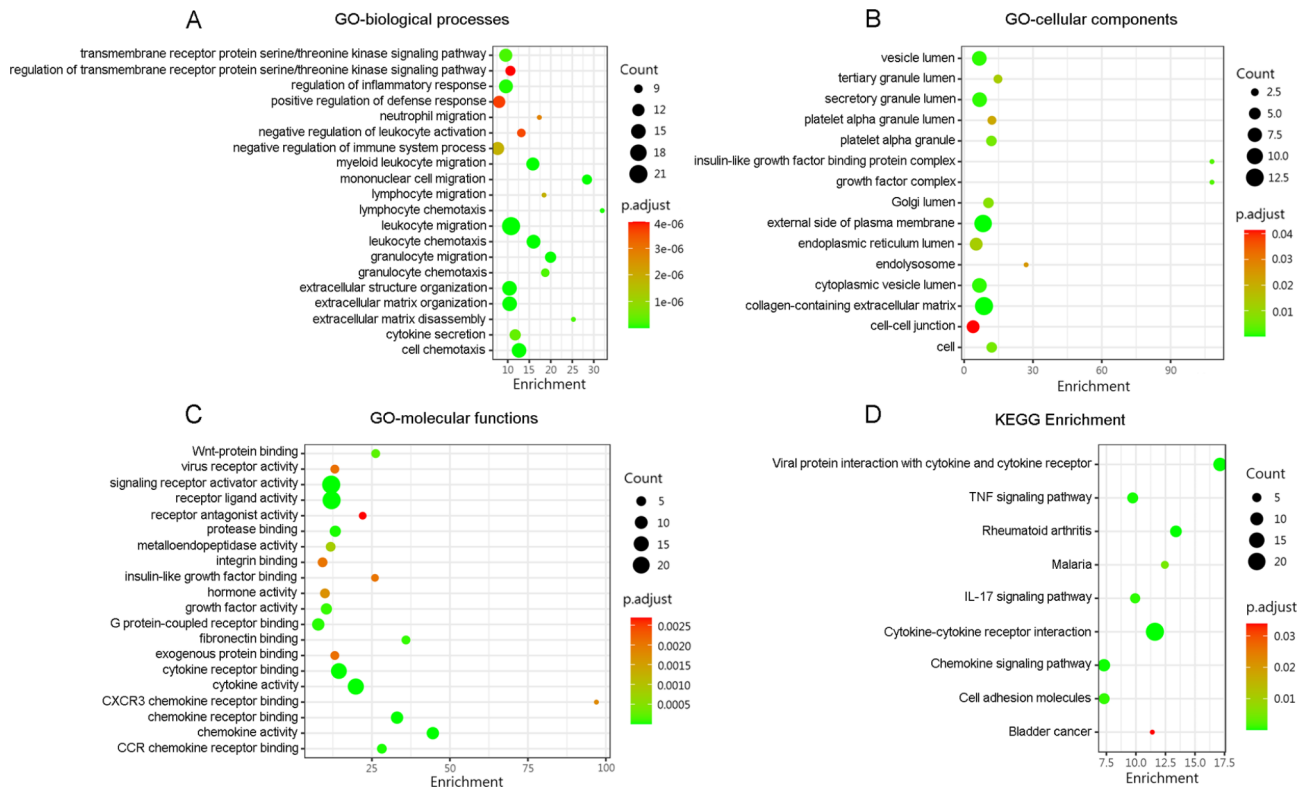 A
GO-biological processes
transmembrane receptor protein serine/threonine kinase signaling pathway
regulation of transmembrane receptor protein serine/threonine kinase signaling pathway
regulation of inflammatory response
positive regulation of defense response
neutrophil migration
negative regulation of leukocyte activation
negative regulation of immune system process
myeloid leukocyte migration
mononuclear cell migration
lymphocyte migration
lymphocyte chemotaxis
leukocyte migration
leukocyte chemotaxis
granulocyte migration
granulocyte chemotaxis
extracellular structure organization
extracellular matrix organization
extracellular matrix disassembly
cytokine secretion
cell chemotaxis
10 15 20 25 30
Enrichment
Count
9
12
15
18
21
p.adjust
4e-06
3e-06
2e-06
1e-06
B
GO-cellular components
vesicle lumen
tertiary granule lumen
secretory granule lumen
platelet alpha granule lumen
platelet alpha granule
insulin-like growth factor binding protein complex
growth factor complex
Golgi lumen
external side of plasma membrane
endoplasmic reticulum lumen
endolysosome
cytoplasmic vesicle lumen
collagen-containing extracellular matrix
cell-cell junction
cell
0 30 60 90
Enrichment
Count
2.5
5.0
7.5
10.0
12.5
p.adjust
0.04
0.03
0.02
0.01
C
GO-molecular functions
Wnt-protein binding
virus receptor activity
signaling receptor activator activity
receptor ligand activity
receptor antagonist activity
protease binding
metalloendopeptidase activity
integrin binding
insulin-like growth factor binding
hormone activity
growth factor activity
G protein-coupled receptor binding
fibronectin binding
exogenous protein binding
cytokine receptor binding
cytokine activity
CXCR3 chemokine receptor binding
chemokine receptor binding
chemokine activity
CCR chemokine receptor binding
25 50 75 100
Enrichment
Count
5
10
15
20
p.adjust
0.0025
0.0020
0.0015
0.0010
0.0005
D
KEGG Enrichment
Viral protein interaction with cytokine and cytokine receptor
TNF signaling pathway
Rheumatoid arthritis
Malaria
IL-17 signaling pathway
Cytokine-cytokine receptor interaction
Chemokine signaling pathway
Cell adhesion molecules
Bladder cancer
7.5 10.0 12.5 15.0 17.5
Enrichment
Count
5
10
15
20
p.adjust
0.03
0.02
0.01